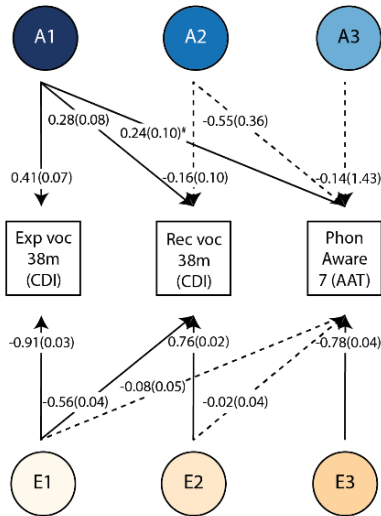 A1 A2 A3
0.28(0.08)
-0.55(0.36)
0.24(0.10)#
0.41(0.07)
-0.16(0.10)
-0.14(1.43)
Exp voc
38m
(CDI)
Rec voc
38m
(CDI)
Phon
Aware
7 (AAT)
-0.91(0.03)
0.76(0.02)
-0.78(0.04)
-0.56(0.04)
-0.08(0.05)
-0.02(0.04)
E1 E2 E3